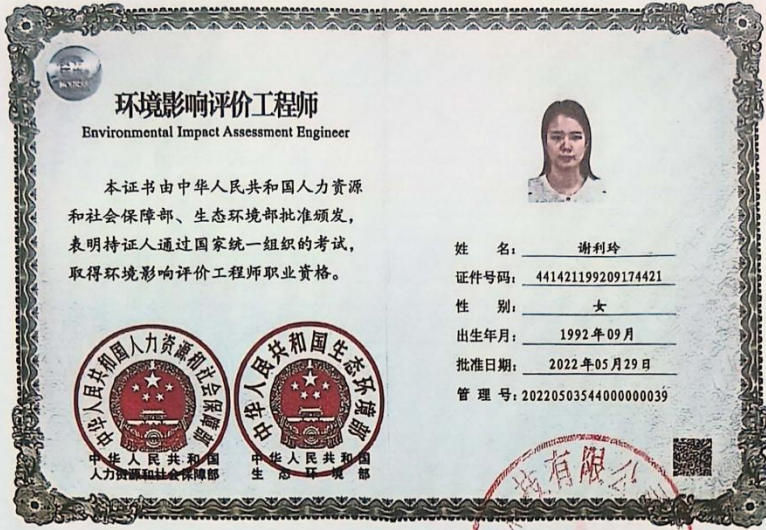 环境影响评价工程师
Environmental Impact Assessment Engineer
本证书由中华人民共和国人力资源
和社会保障部、生态环境部批准颁发，
表明持证人通过国家统一组织的考试，
取得环境影响评价工程师职业资格。
中华人民共和国人力资源和社会保障部
中华人民共和国生态环境部
中华人民共和国
人力资源和社会保障部
中华人民共和国
生态环境部
姓名：谢利玲
证件号码：441421199209174421
性别：女
出生年月：1992年09月
批准日期：2022年05月29日
管理号：20220503544000000039
技有限公